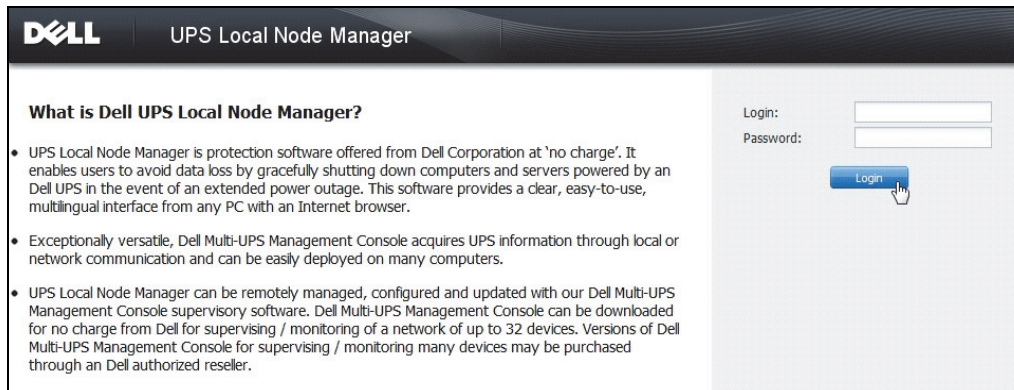 DELL UPS Local Node Manager
What is Dell UPS Local Node Manager?
• UPS Local Node Manager is protection software offered from Dell Corporation at ‘no charge’. It
enables users to avoid data loss by gracefully shutting down computers and servers powered by an
Dell UPS in the event of an extended power outage. This software provides a clear, easy-to-use,
multilingual interface from any PC with an Internet browser.
• Exceptionally versatile, Dell Multi-UPS Management Console acquires UPS information through local or
network communication and can be easily deployed on many computers.
• UPS Local Node Manager can be remotely managed, configured and updated with our Dell Multi-UPS
Management Console supervisory software. Dell Multi-UPS Management Console can be downloaded
for no charge from Dell for supervising / monitoring of a network of up to 32 devices. Versions of Dell
Multi-UPS Management Console for supervising / monitoring many devices may be purchased
through an Dell authorized reseller.
Login:
Password:
Login